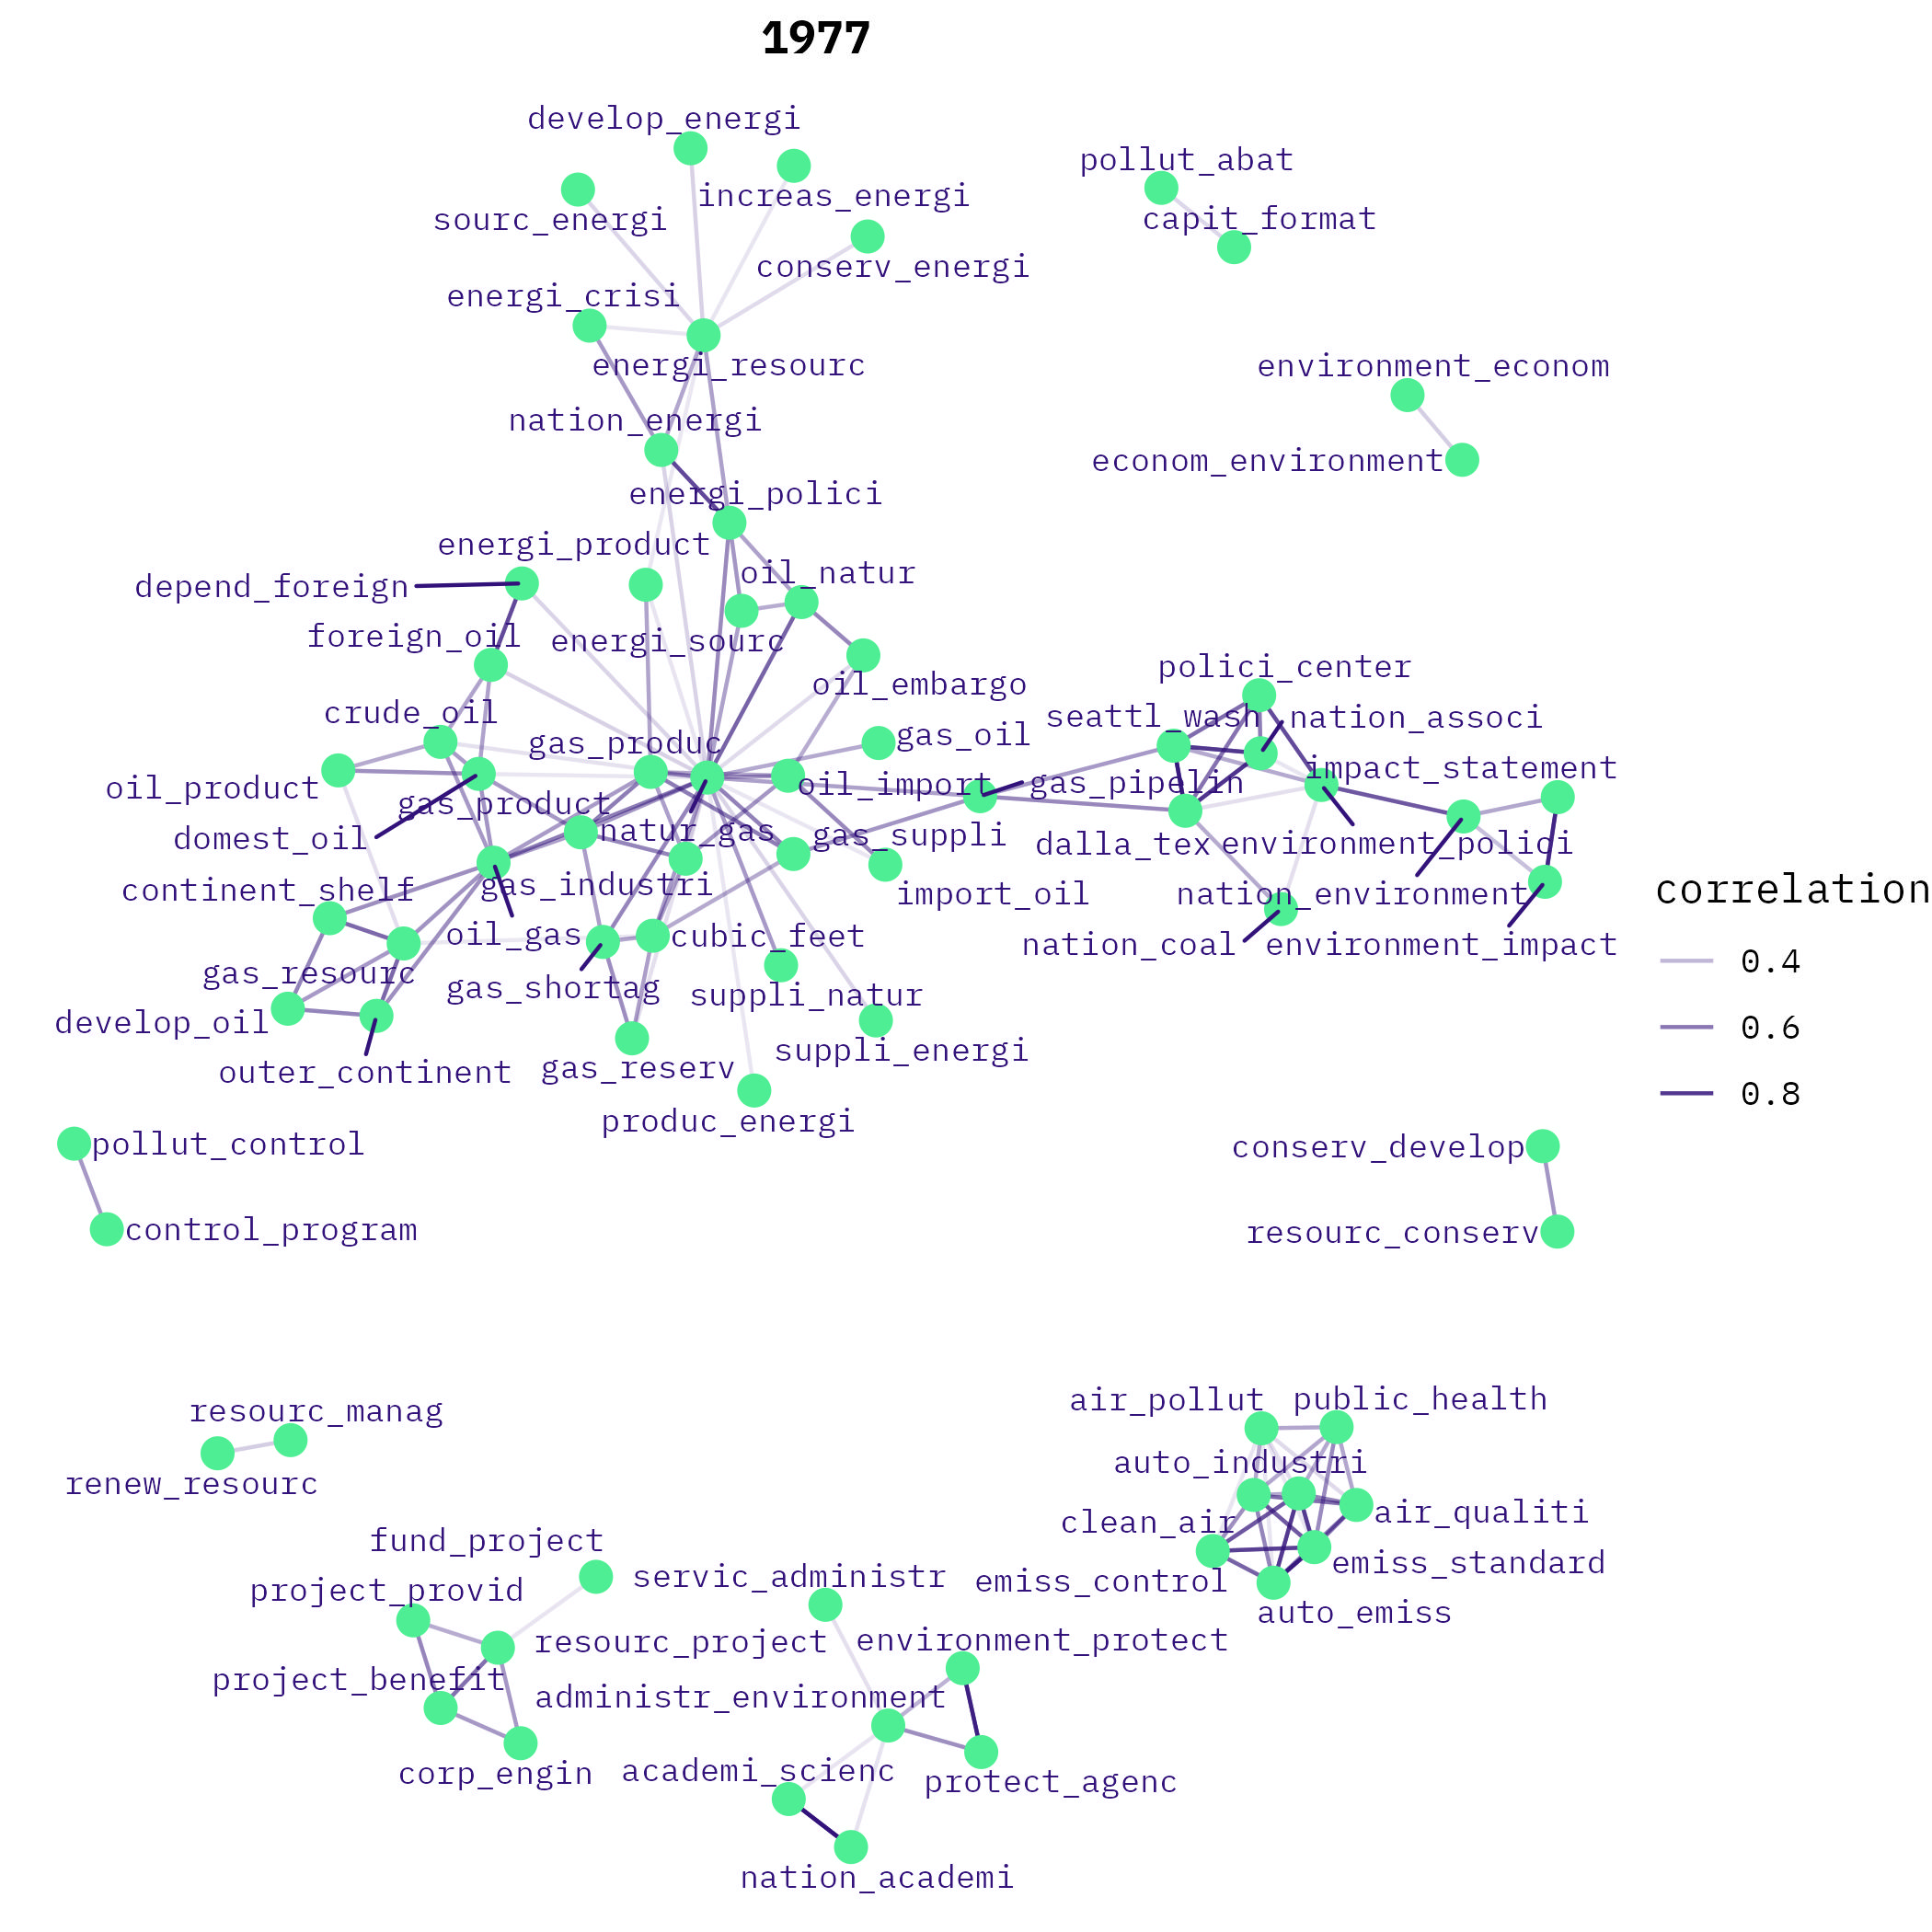 1977
develop_energi
pollut_abat
increas_energi
sourc_energi
capit_format
conserv_energi
energi_crisi
energi_resourc
environment_econom
nation_energi
econom_environment
energi_polici
energi_product
oil_natur
depend_foreign
foreign_oil
energi_sourc
polici_center
oil_embargo
crude_oil
seattl_wash
nation_associ
gas_produc
gas_oil
impact_statement
oil_product
oil_import
gas_pipelin
gas_product
domest_oil
natur_gas
gas_suppli
dalla_tex
environment_polici
continent_shelf
gas_industri
import_oil
nation_environment
correlation
oil_gas
cubic_feet
nation_coal
environment_impact
0.4
gas_resourc
gas_shortag
suppli_natur
develop_oil
0.6
suppli_energi
outer_continent
gas_reserv
0.8
produc_energi
pollut_control
conserv_develop
control_program
resourc_conserv
air_pollut
public_health
resourc_manag
auto_industri
renew_resourc
clean_air
air_qualiti
fund_project
emiss_standard
servic_administr
emiss_control
project_provid
auto_emiss
resourc_project
environment_protect
project_benefit
administr_environment
corp_engin
academi_scienc
protect_agenc
nation_academi